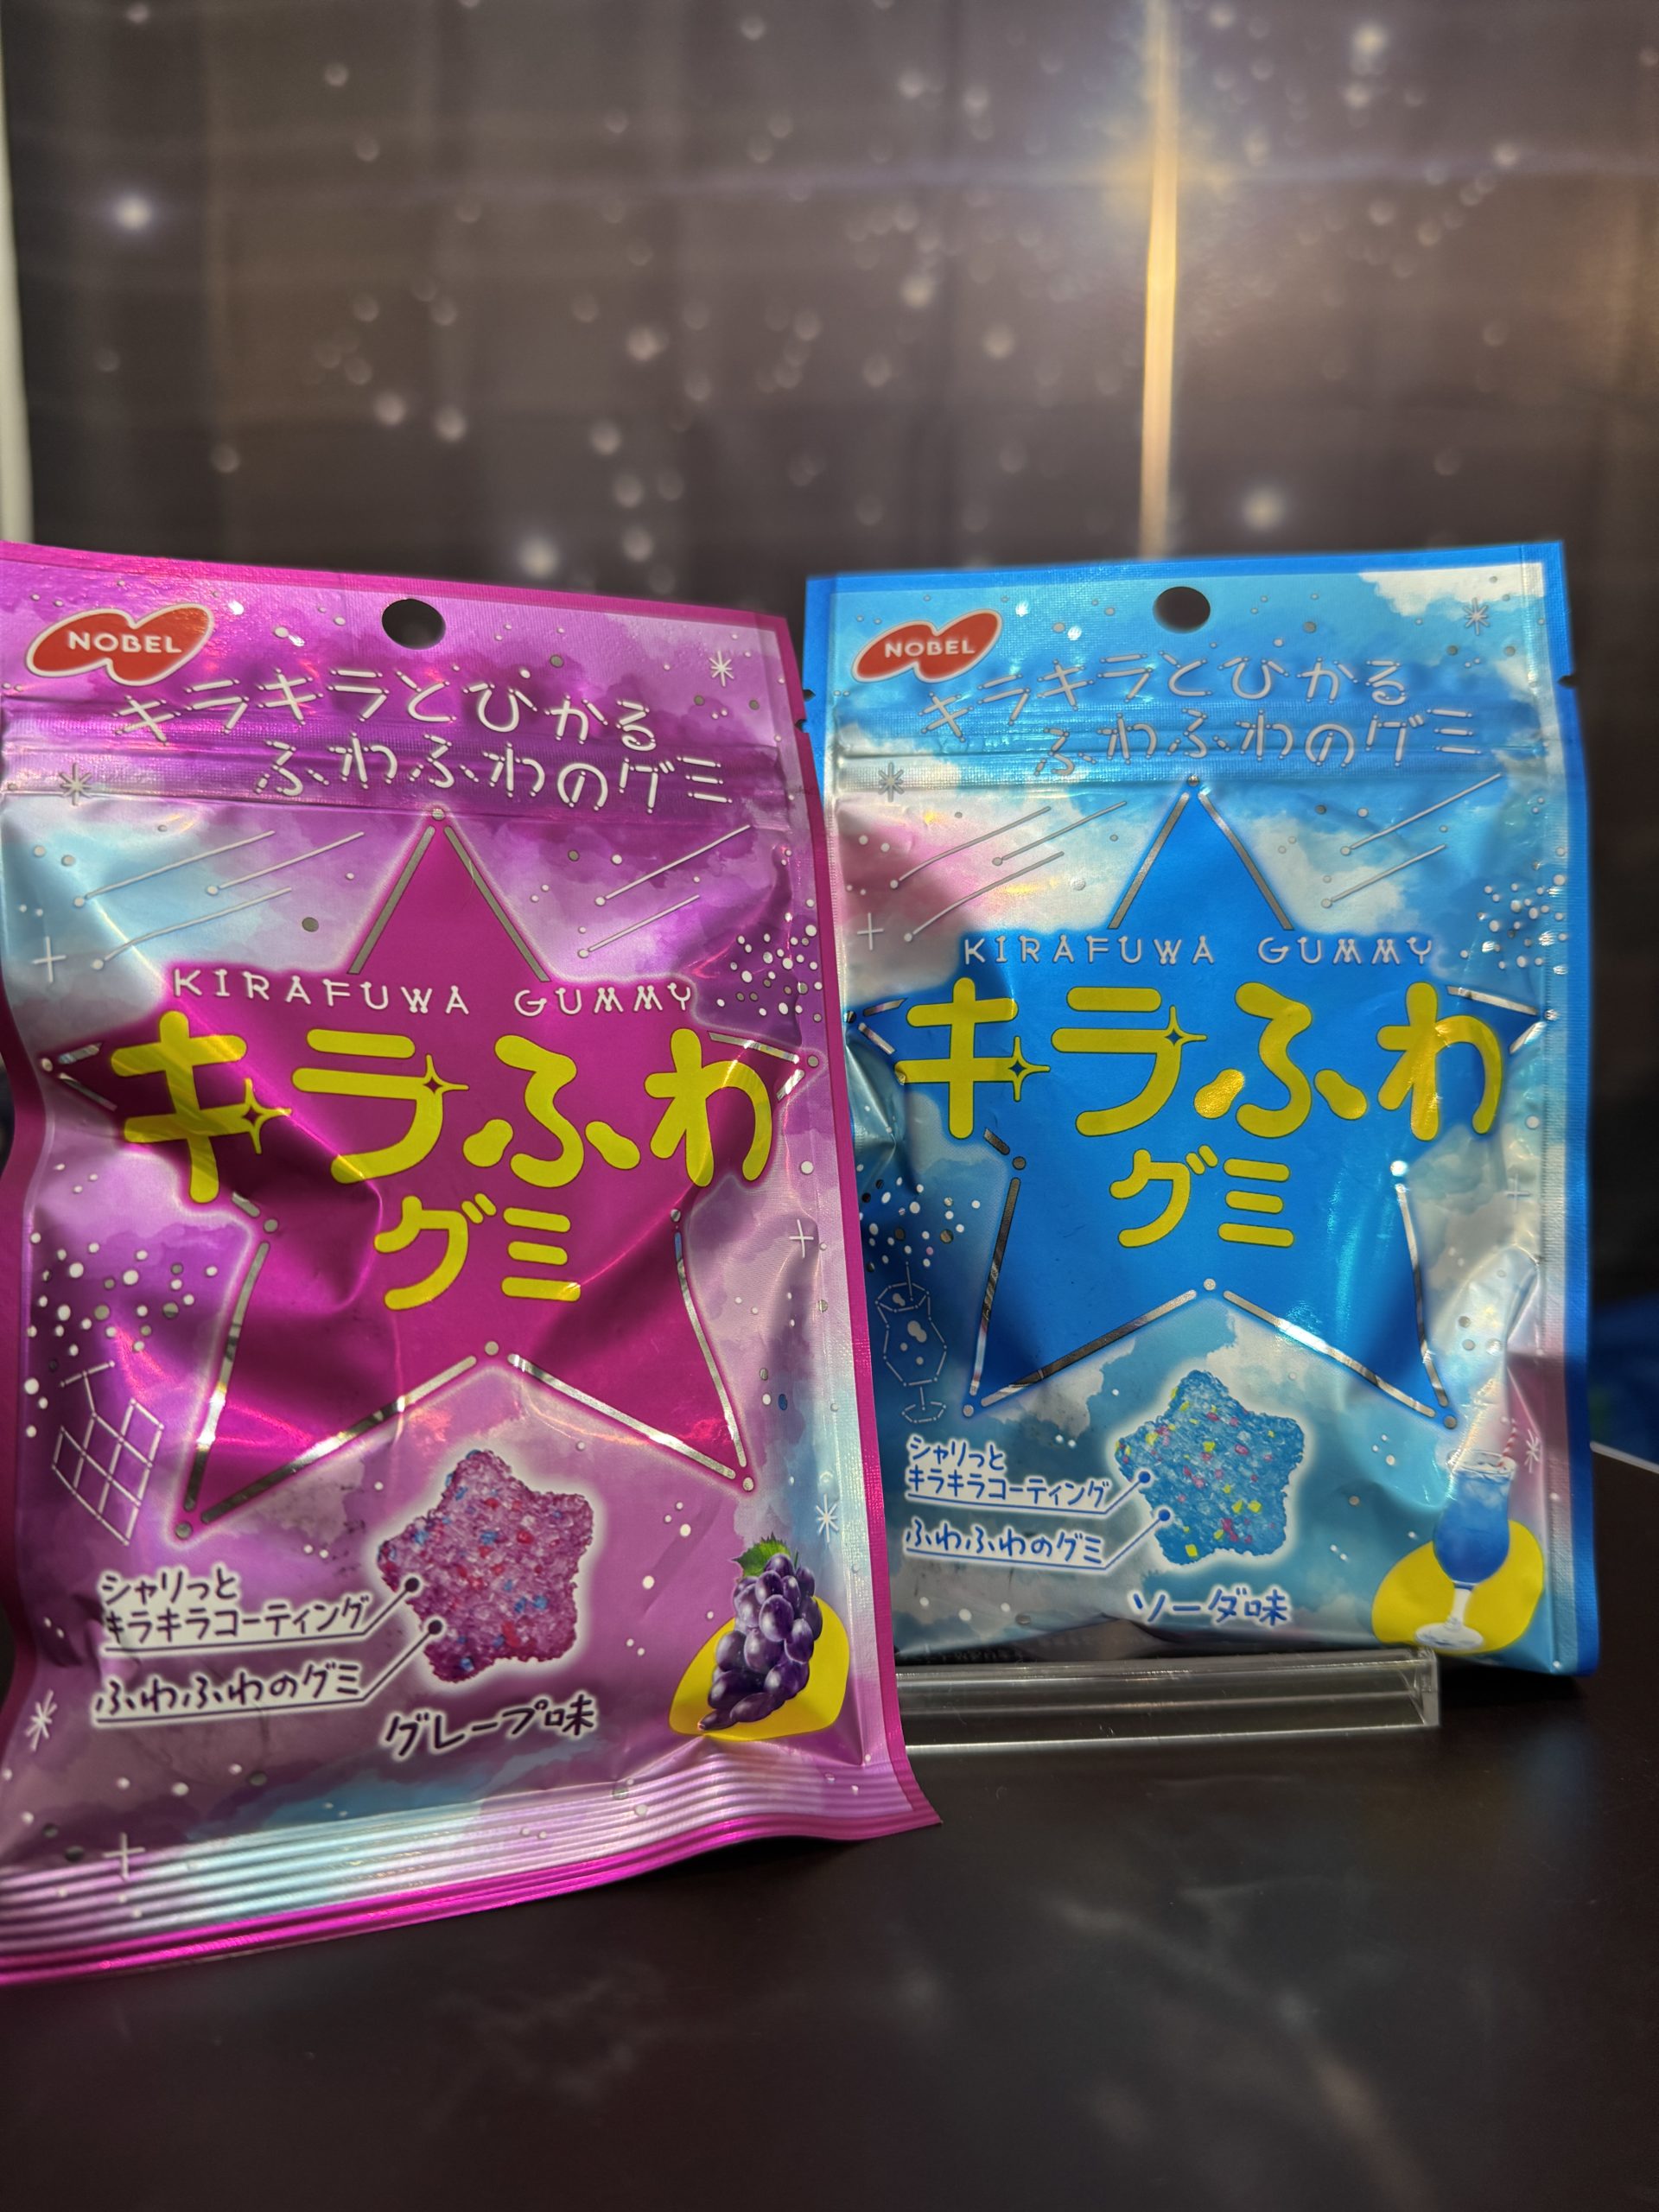 NOBEL
キラキラとひかる
ふわふわのグミ
KIRAFUWA GUMMY
キラふわ
グミ
シャリっと
キラキラコーティング
ふわふわのグミ
グレープ味
NOBEL
キラキラとひかる
ふわふわのグミ
KIRAFUWA GUMMY
キラふわ
グミ
シャリっと
キラキラコーティング
ふわふわのグミ
ソーダ味